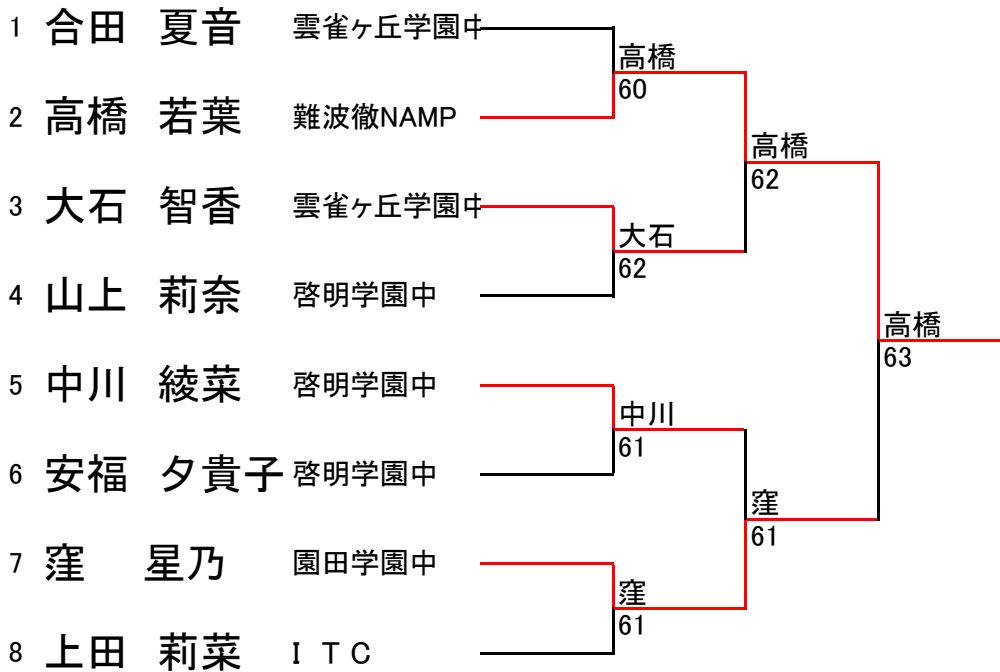 1 合田 夏音 雲雀ヶ丘学園中
高橋
60
2 高橋 若葉 難波徹NAMP
高橋
62
3 大石 智香 雲雀ヶ丘学園中
大石
62
4 山上 莉奈 啓明学園中
高橋
63
5 中川 綾菜 啓明学園中
中川
61
6 安福 夕貴子 啓明学園中
窪
61
7 窪 星乃 園田学園中
窪
61
8 上田 莉菜 ITC